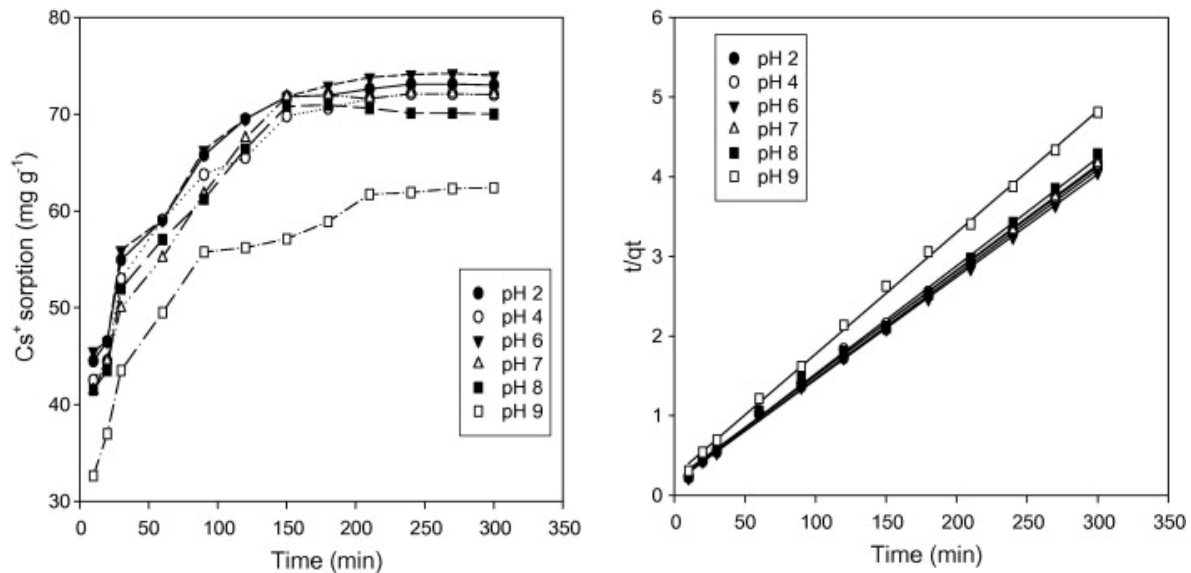 80
70
60
50
40
30
Cs⁺ sorption (mg g⁻¹)
0 50 100 150 200 250 300 350
Time (min)
pH 2
pH 4
pH 6
pH 7
pH 8
pH 9
6
5
4
3
2
1
0
t/qt
0 50 100 150 200 250 300 350
Time (min)
pH 2
pH 4
pH 6
pH 7
pH 8
pH 9